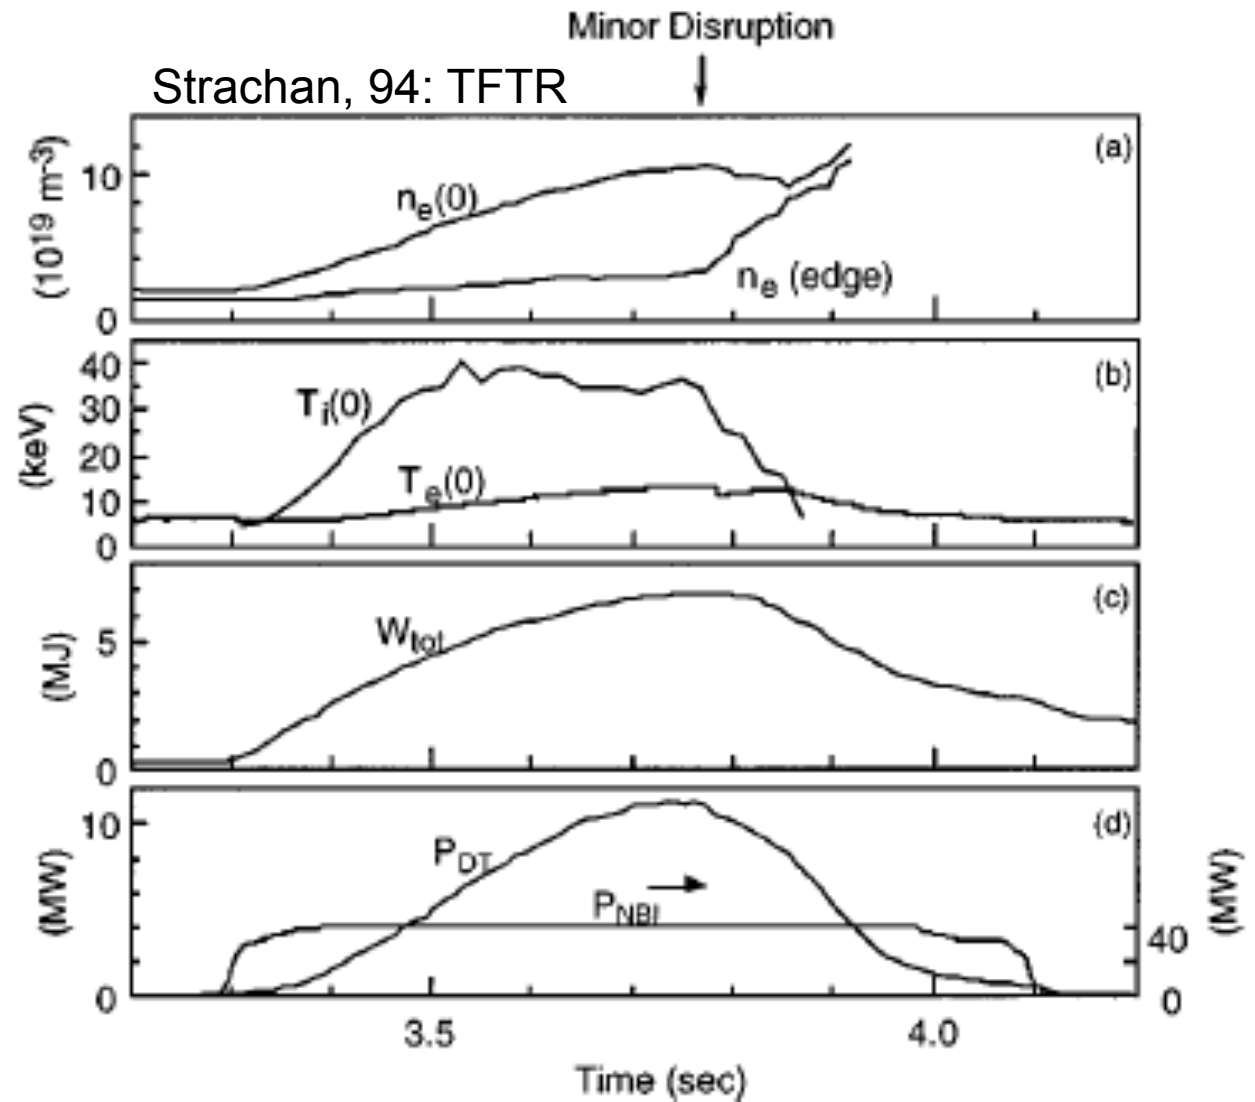 Minor Disruption
Strachan, 94: TFTR
(a)
10
(10¹⁹ m⁻³)
nₑ(0)
nₑ (edge)
0
(b)
40
30
20
10
0
(keV)
Tᵢ(0)
Tₑ(0)
(c)
5
0
(MJ)
Wₜₒₜ
(d)
10
0
(MW)
P_DT
P_NBI
40
0
(MW)
3.5
4.0
Time (sec)